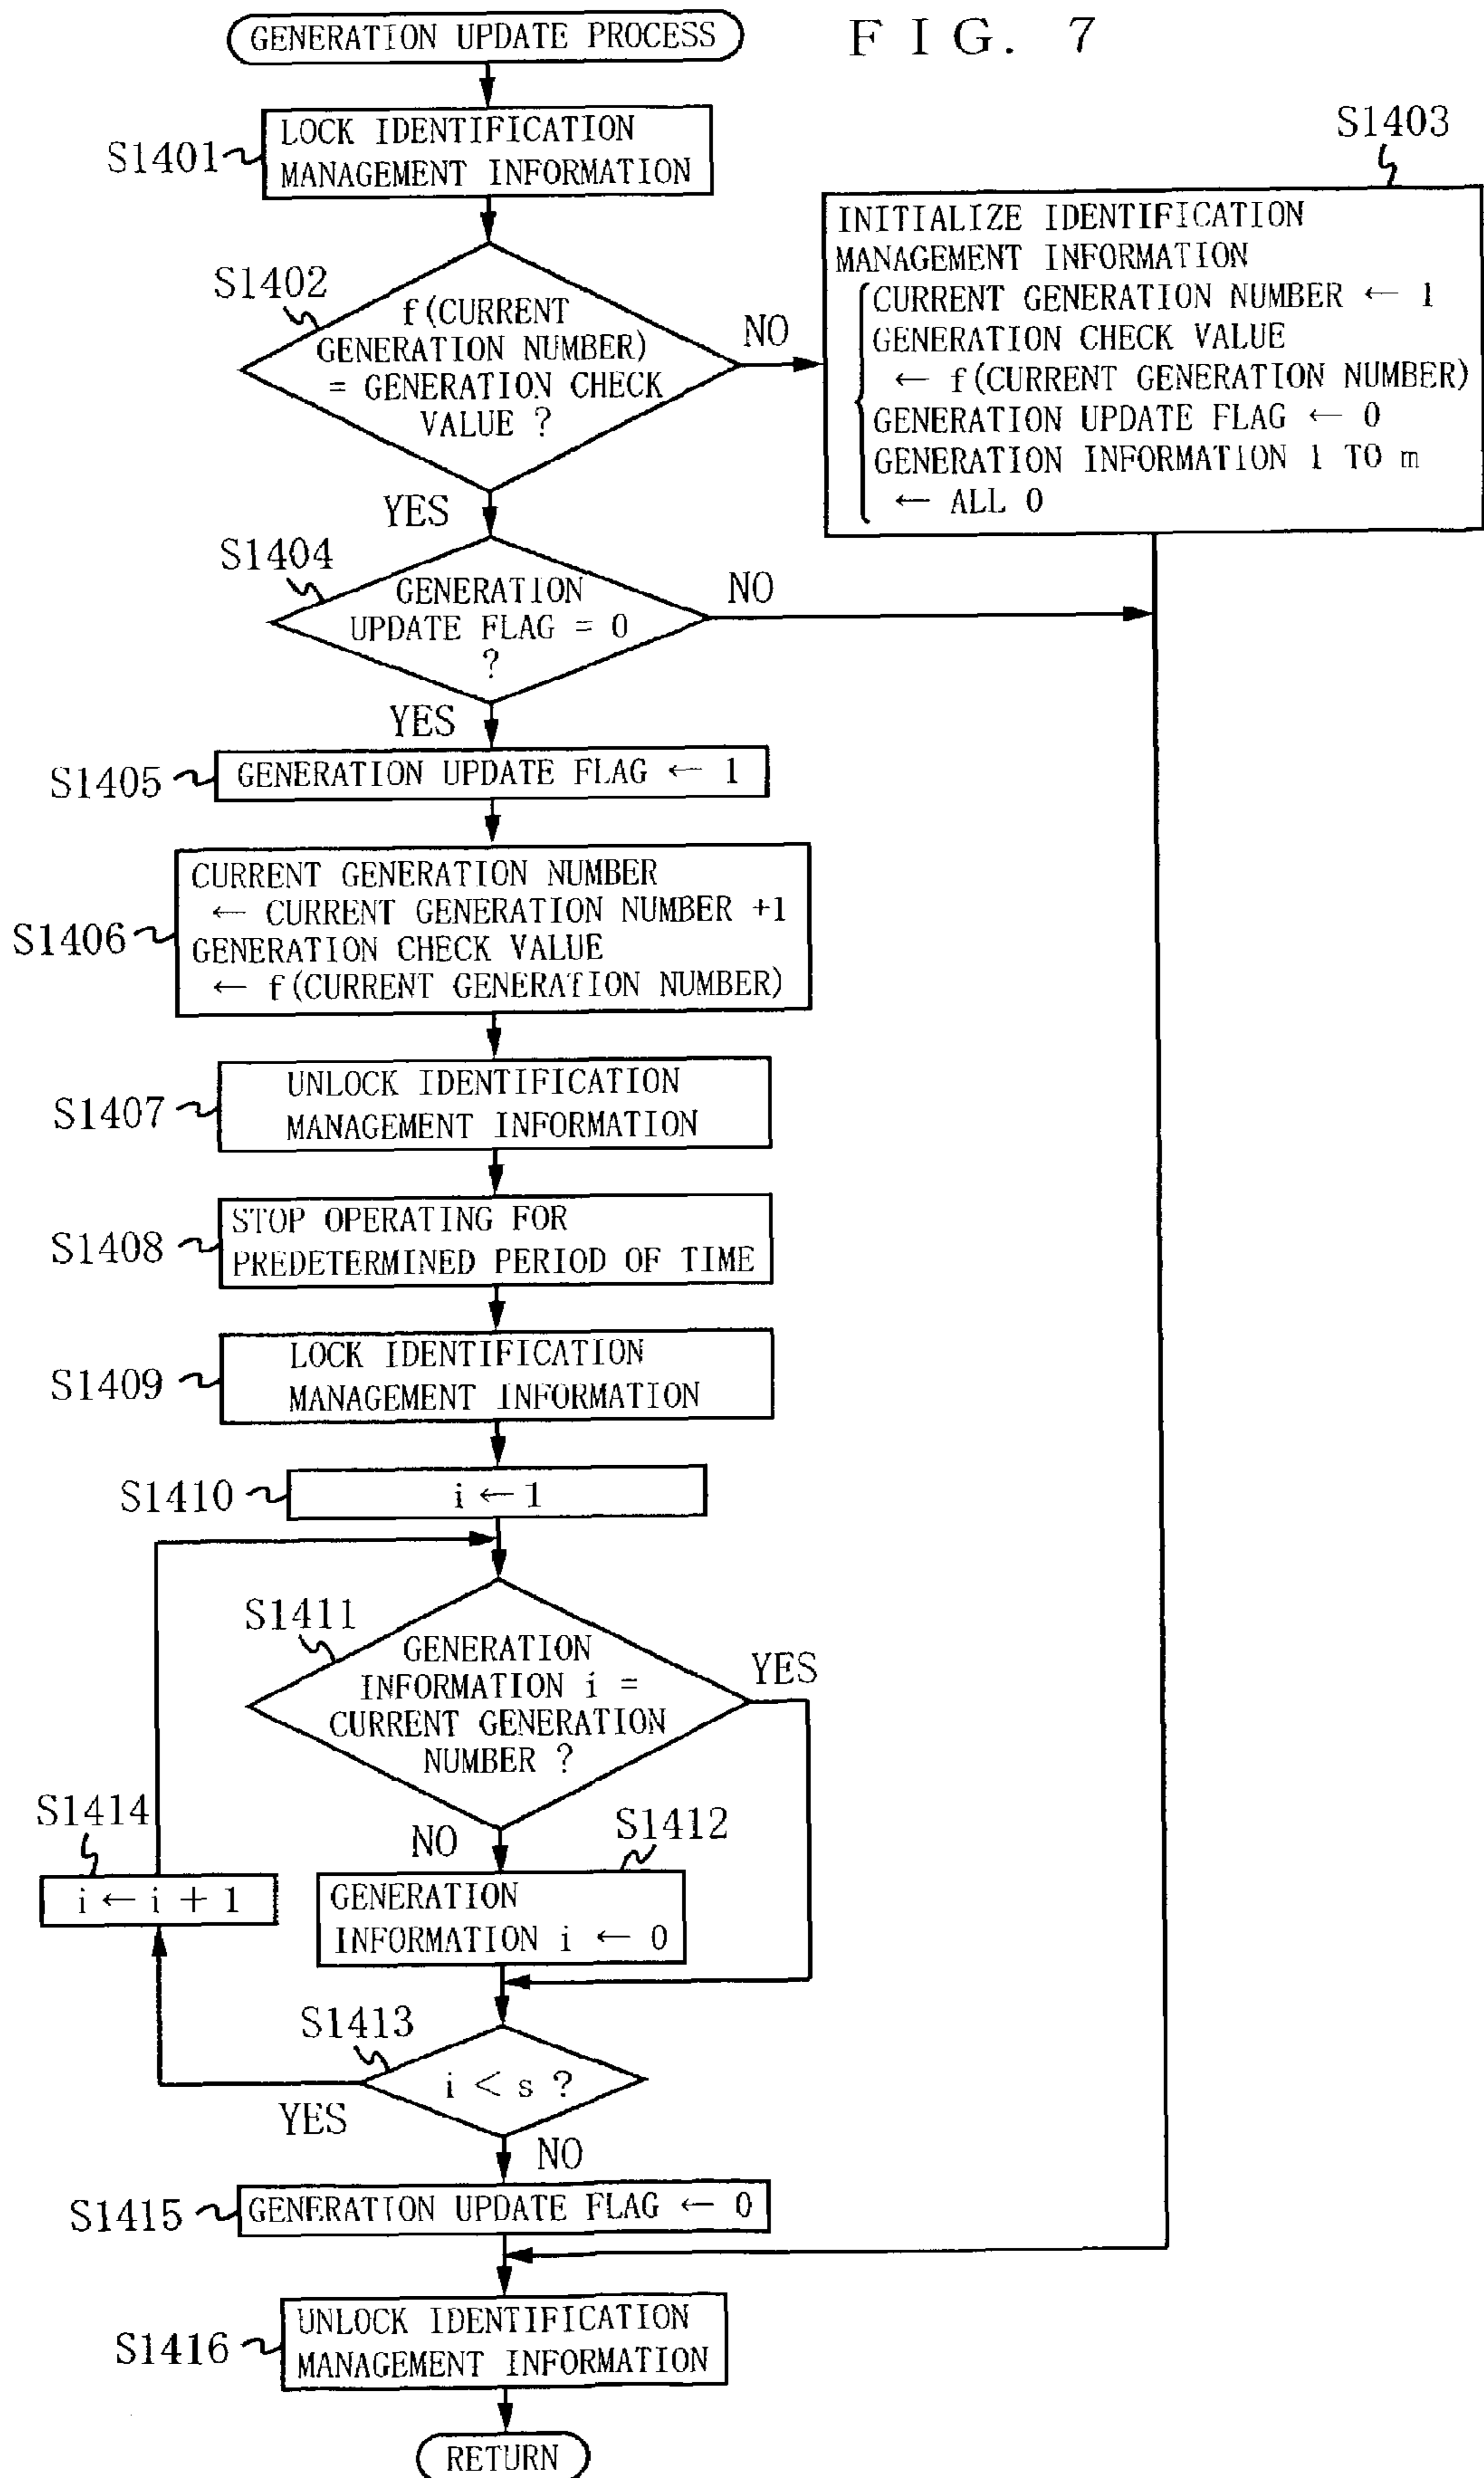 GENERATION UPDATE PROCESS
F I G. 7
S1401
LOCK IDENTIFICATION
MANAGEMENT INFORMATION
S1403
INITIALIZE IDENTIFICATION
MANAGEMENT INFORMATION
CURRENT GENERATION NUMBER ← 1
GENERATION CHECK VALUE
← f(CURRENT GENERATION NUMBER)
GENERATION UPDATE FLAG ← 0
GENERATION INFORMATION 1 TO m
← ALL 0
S1402
f(CURRENT
GENERATION NUMBER)
= GENERATION CHECK
VALUE ?
NO
YES
S1404
GENERATION
UPDATE FLAG = 0
?
NO
YES
S1405
GENERATION UPDATE FLAG ← 1
S1406
CURRENT GENERATION NUMBER
← CURRENT GENERATION NUMBER +1
GENERATION CHECK VALUE
← f(CURRENT GENERATION NUMBER)
S1407
UNLOCK IDENTIFICATION
MANAGEMENT INFORMATION
S1408
STOP OPERATING FOR
PREDETERMINED PERIOD OF TIME
S1409
LOCK IDENTIFICATION
MANAGEMENT INFORMATION
S1410
i ← 1
S1411
GENERATION
INFORMATION i =
CURRENT GENERATION
NUMBER ?
YES
NO
S1412
GENERATION
INFORMATION i ← 0
S1414
i ← i + 1
S1413
i < s ?
YES
NO
S1415
GENERATION UPDATE FLAG ← 0
S1416
UNLOCK IDENTIFICATION
MANAGEMENT INFORMATION
RETURN